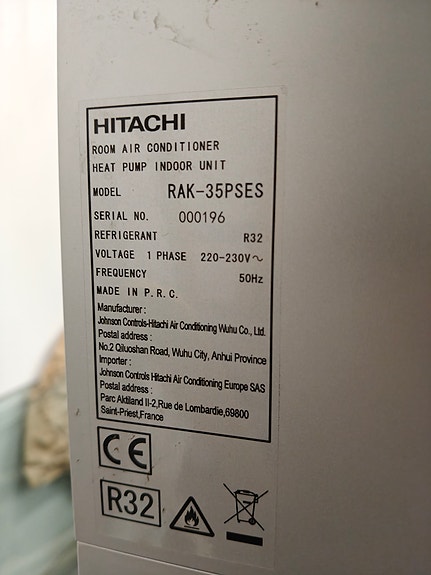 HITACHI
ROOM AIR CONDITIONER
HEAT PUMP INDOOR UNIT
MODEL RAK-35PSES
SERIAL NO. 000196
REFRIGERANT R32
VOLTAGE 1 PHASE 220-230V~
FREQUENCY 50Hz
MADE IN P.R.C.
Manufacturer :
Johnson Controls-Hitachi Air Conditioning Wuhu Co., Ltd.
Postal address :
No.2 Qiluoshan Road, Wuhu City, Anhui Province
Importer :
Johnson Controls Hitachi Air Conditioning Europe SAS
Postal address :
Parc Aktiland II-2,Rue de Lombardie,69800
Saint-Priest,France
CE
R32